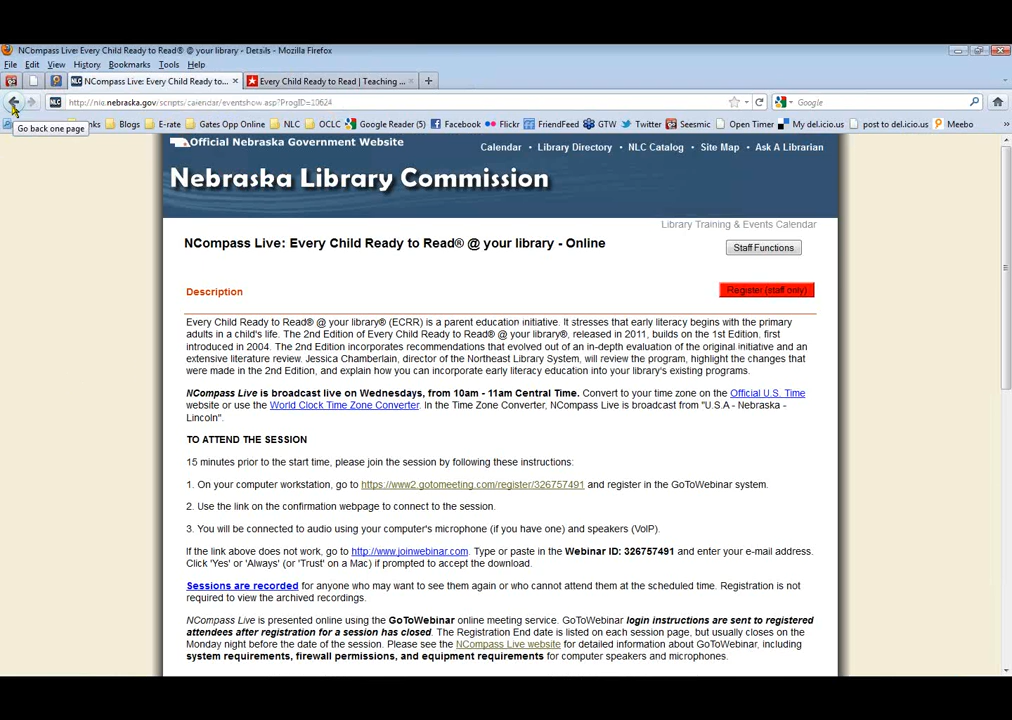 NCompass Live: Every Child Ready to Read® @ your library - Details - Mozilla Firefox
File Edit View History Bookmarks Tools Help
NCompass Live: Every Child Ready to... × Every Child Ready to Read | Teaching ... × +
http://nlc.nebraska.gov/scripts/calendar/eventshow.asp?ProgID=10624 Google
Go back one page
nks Blogs E-rate Gates Opp Online NLC OCLC Google Reader (5) Facebook Flickr FriendFeed GTW Twitter Seesmic Open Timer My del.icio.us post to del.icio.us Meebo »
Official Nebraska Government Website
Calendar • Library Directory • NLC Catalog • Site Map • Ask A Librarian
Nebraska Library Commission
Library Training & Events Calendar
NCompass Live: Every Child Ready to Read® @ your library - Online
Staff Functions
Description
Register (staff only)
Every Child Ready to Read® @ your library® (ECRR) is a parent education initiative. It stresses that early literacy begins with the primary
adults in a child's life. The 2nd Edition of Every Child Ready to Read® @ your library®, released in 2011, builds on the 1st Edition, first
introduced in 2004. The 2nd Edition incorporates recommendations that evolved out of an in-depth evaluation of the original initiative and an
extensive literature review. Jessica Chamberlain, director of the Northeast Library System, will review the program, highlight the changes that
were made in the 2nd Edition, and explain how you can incorporate early literacy education into your library's existing programs.
NCompass Live is broadcast live on Wednesdays, from 10am - 11am Central Time. Convert to your time zone on the Official U.S. Time
website or use the World Clock Time Zone Converter. In the Time Zone Converter, NCompass Live is broadcast from "U.S.A - Nebraska -
Lincoln".
TO ATTEND THE SESSION
15 minutes prior to the start time, please join the session by following these instructions:
1. On your computer workstation, go to https://www2.gotomeeting.com/register/326757491 and register in the GoToWebinar system.
2. Use the link on the confirmation webpage to connect to the session.
3. You will be connected to audio using your computer's microphone (if you have one) and speakers (VoIP).
If the link above does not work, go to http://www.joinwebinar.com. Type or paste in the Webinar ID: 326757491 and enter your e-mail address.
Click 'Yes' or 'Always' (or 'Trust' on a Mac) if prompted to accept the download.
Sessions are recorded for anyone who may want to see them again or who cannot attend them at the scheduled time. Registration is not
required to view the archived recordings.
NCompass Live is presented online using the GoToWebinar online meeting service. GoToWebinar login instructions are sent to registered
attendees after registration for a session has closed. The Registration End date is listed on each session page, but usually closes on the
Monday night before the date of the session. Please see the NCompass Live website for detailed information about GoToWebinar, including
system requirements, firewall permissions, and equipment requirements for computer speakers and microphones.